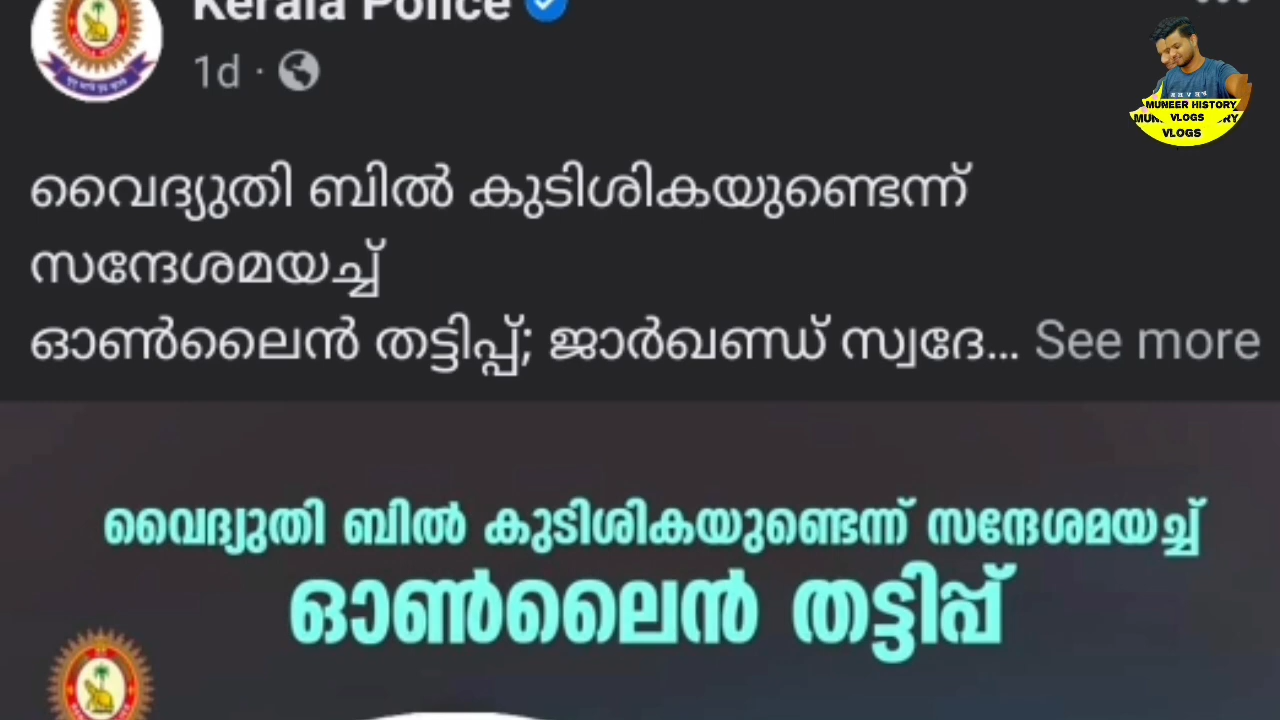 Kerala Police
1d ·
വൈദ്യുതി ബിൽ കുടിശികയുണ്ടെന്ന്
സന്ദേശമയച്ച്
ഓൺലൈൻ തട്ടിപ്പ്; ജാർഖണ്ഡ് സ്വദേ... See more
MUNEER HISTORY
VLOGS
VLOGS
വൈദ്യുതി ബിൽ കുടിശികയുണ്ടെന്ന് സന്ദേശമയച്ച്
ഓൺലൈൻ തട്ടിപ്പ്